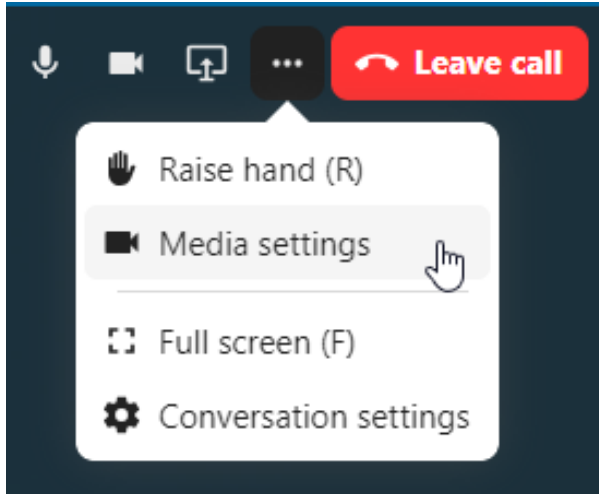 Leave call
Raise hand (R)
Media settings
Full screen (F)
Conversation settings